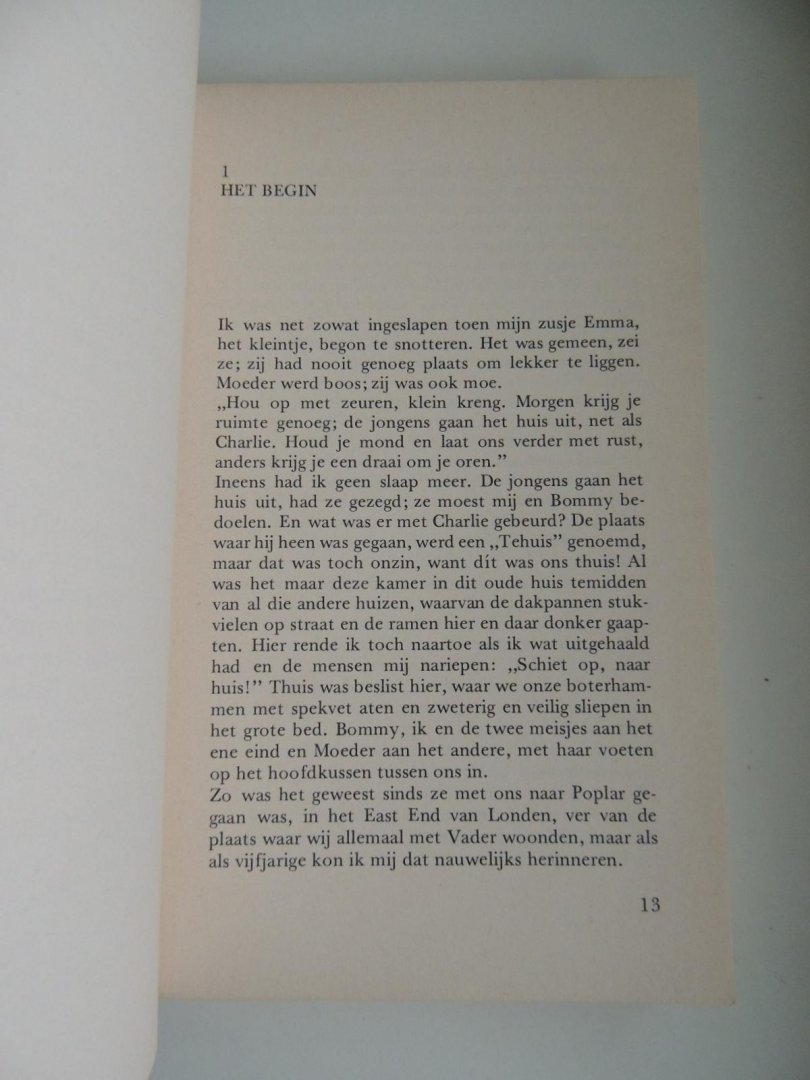 1
HET BEGIN
Ik was net zowat ingeslapen toen mijn zusje Emma,
het kleintje, begon te snotteren. Het was gemeen, zei
ze; zij had nooit genoeg plaats om lekker te liggen.
Moeder werd boos; zij was ook moe.
„Hou op met zeuren, klein kreng. Morgen krijg je
ruimte genoeg; de jongens gaan het huis uit, net als
Charlie. Houd je mond en laat ons verder met rust,
anders krijg je een draai om je oren.”
Ineens had ik geen slaap meer. De jongens gaan het
huis uit, had ze gezegd; ze moest mij en Bommy be-
doelen. En wat was er met Charlie gebeurd? De plaats
waar hij heen was gegaan, werd een „Tehuis” genoemd,
maar dat was toch onzin, want dít was ons thuis! Al
was het maar deze kamer in dit oude huis temidden
van al die andere huizen, waarvan de dakpannen stuk-
vielen op straat en de ramen hier en daar donker gaap-
ten. Hier rende ik toch naartoe als ik wat uitgehaald
had en de mensen mij nariepen: „Schiet op, naar
huis!” Thuis was beslist hier, waar we onze boterham-
men met spekvet aten en zweterig en veilig sliepen in
het grote bed. Bommy, ik en de twee meisjes aan het
ene eind en Moeder aan het andere, met haar voeten
op het hoofdkussen tussen ons in.
Zo was het geweest sinds ze met ons naar Poplar ge-
gaan was, in het East End van Londen, ver van de
plaats waar wij allemaal met Vader woonden, maar als
als vijfjarige kon ik mij dat nauwelijks herinneren.
13